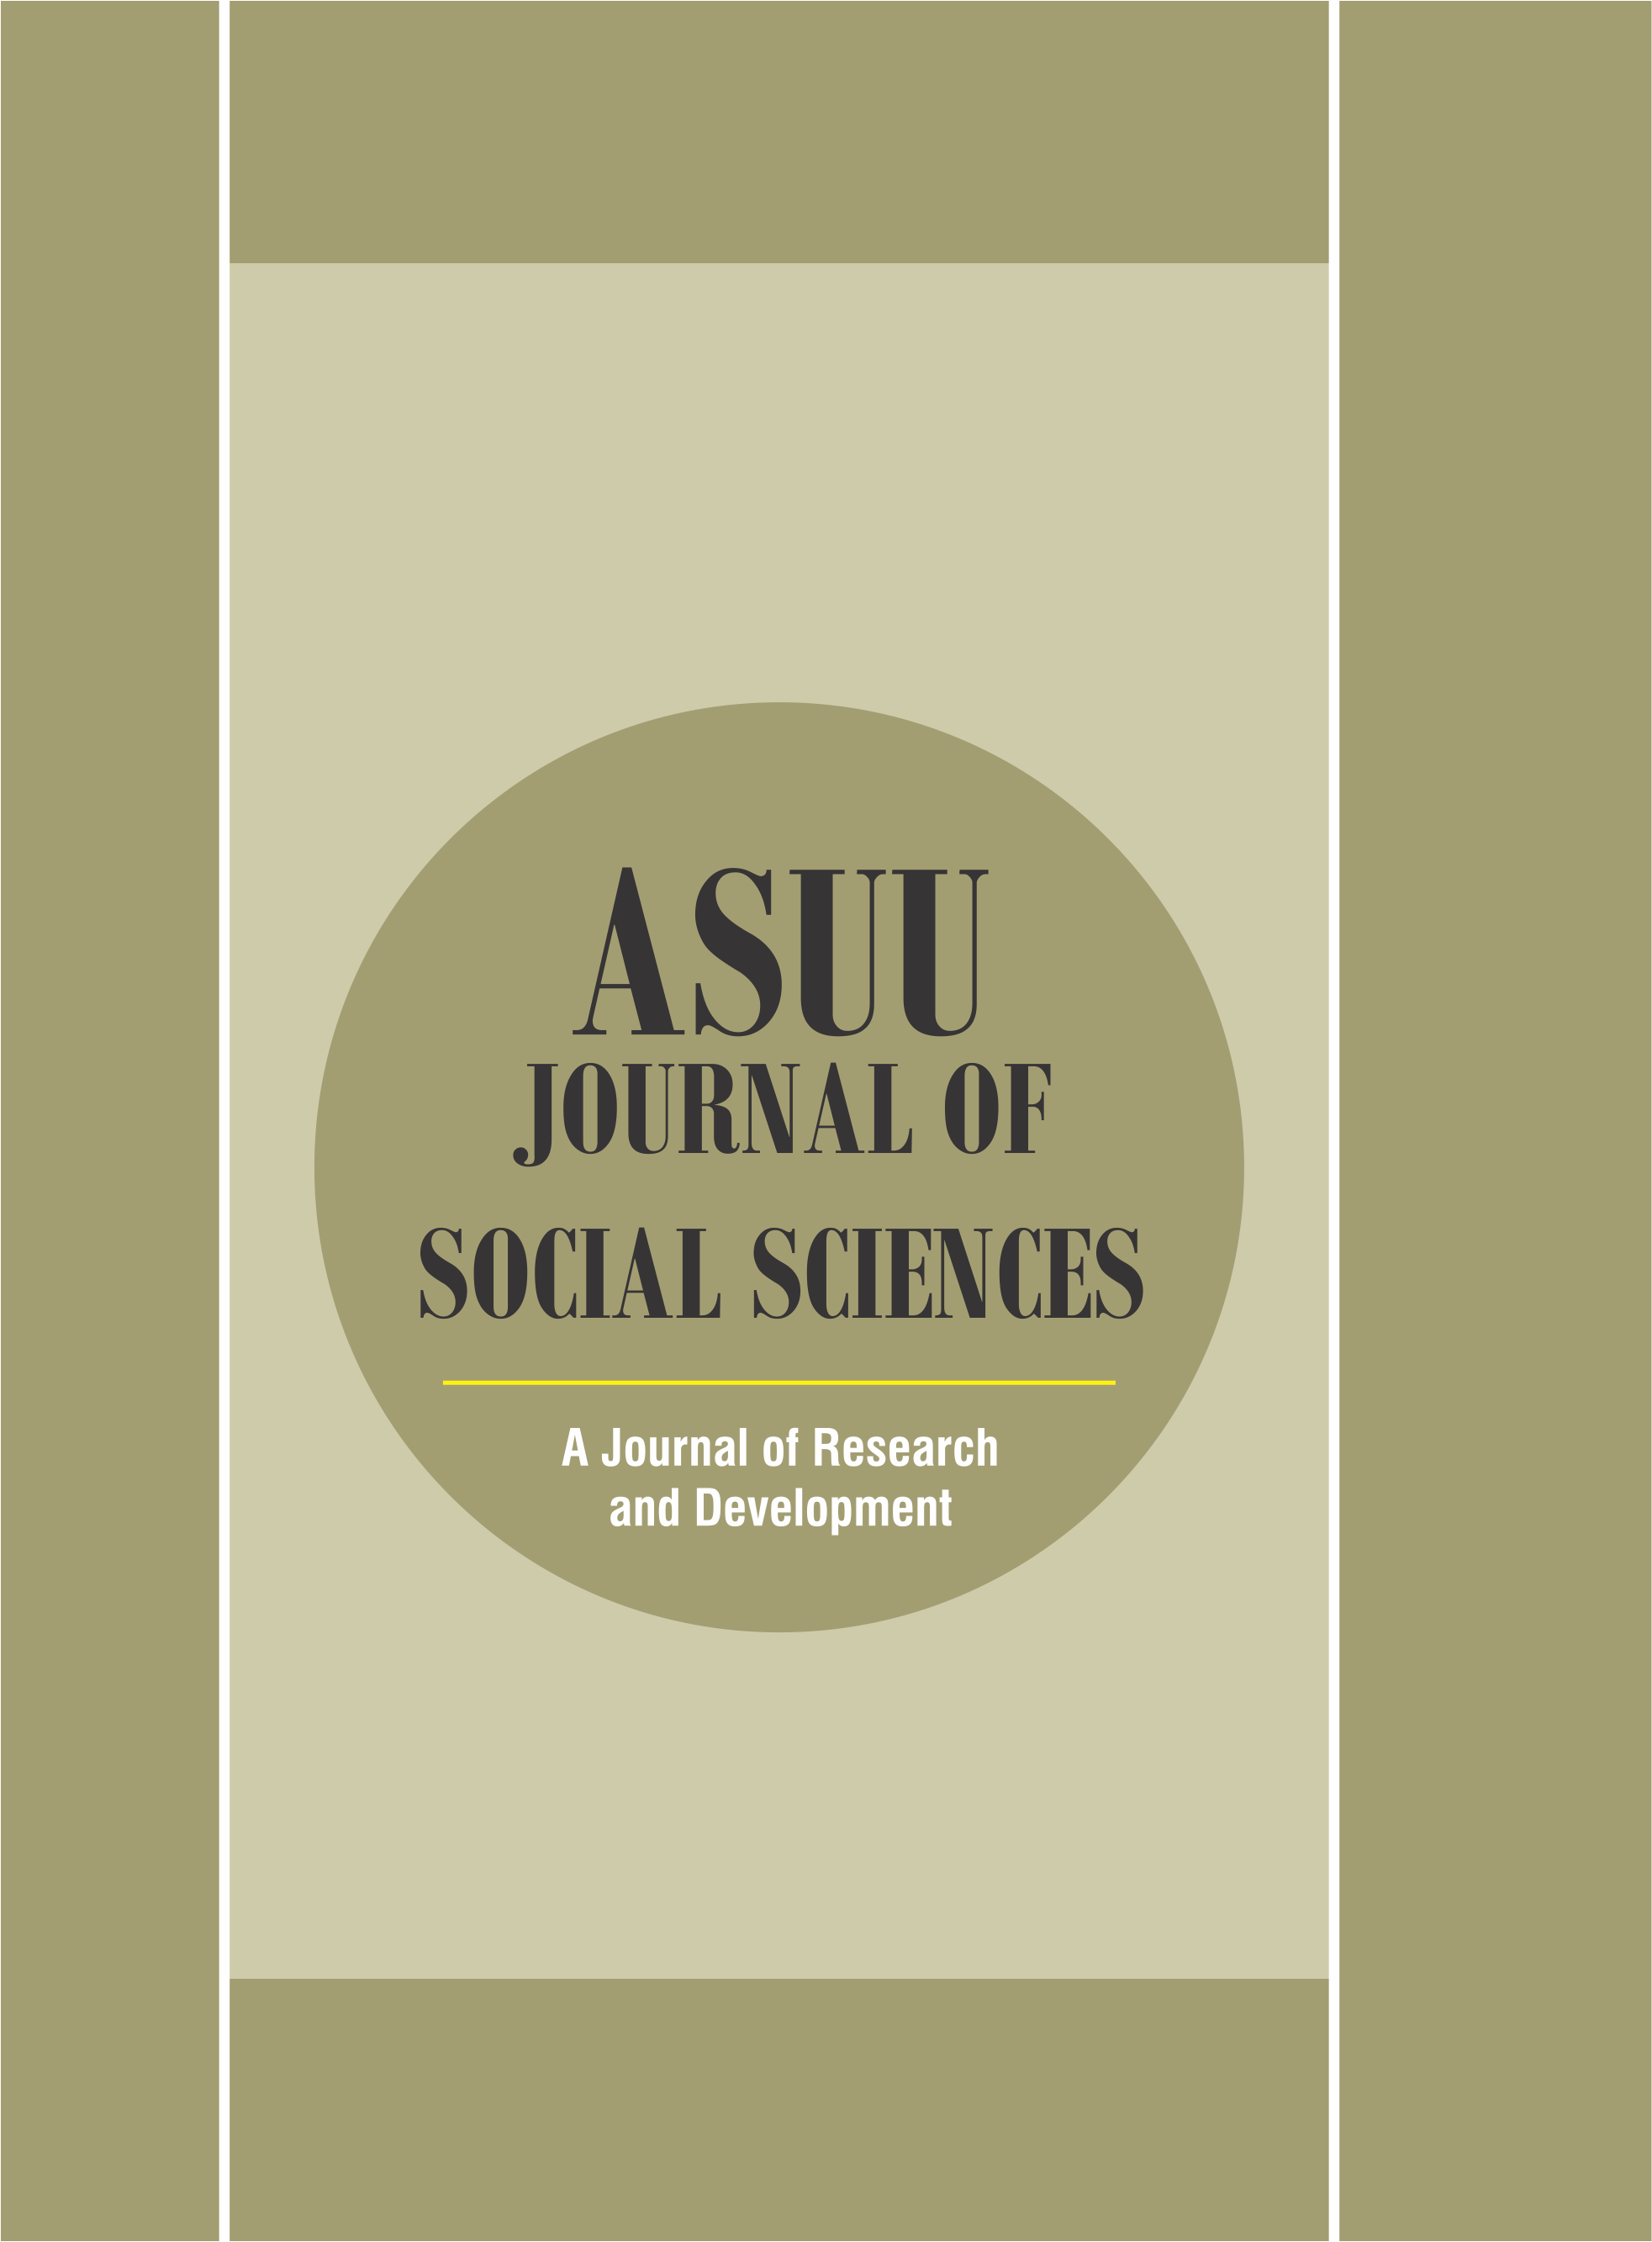 ASUU
JOURNAL OF
SOCIAL SCIENCES
A Journal of Research
and Development